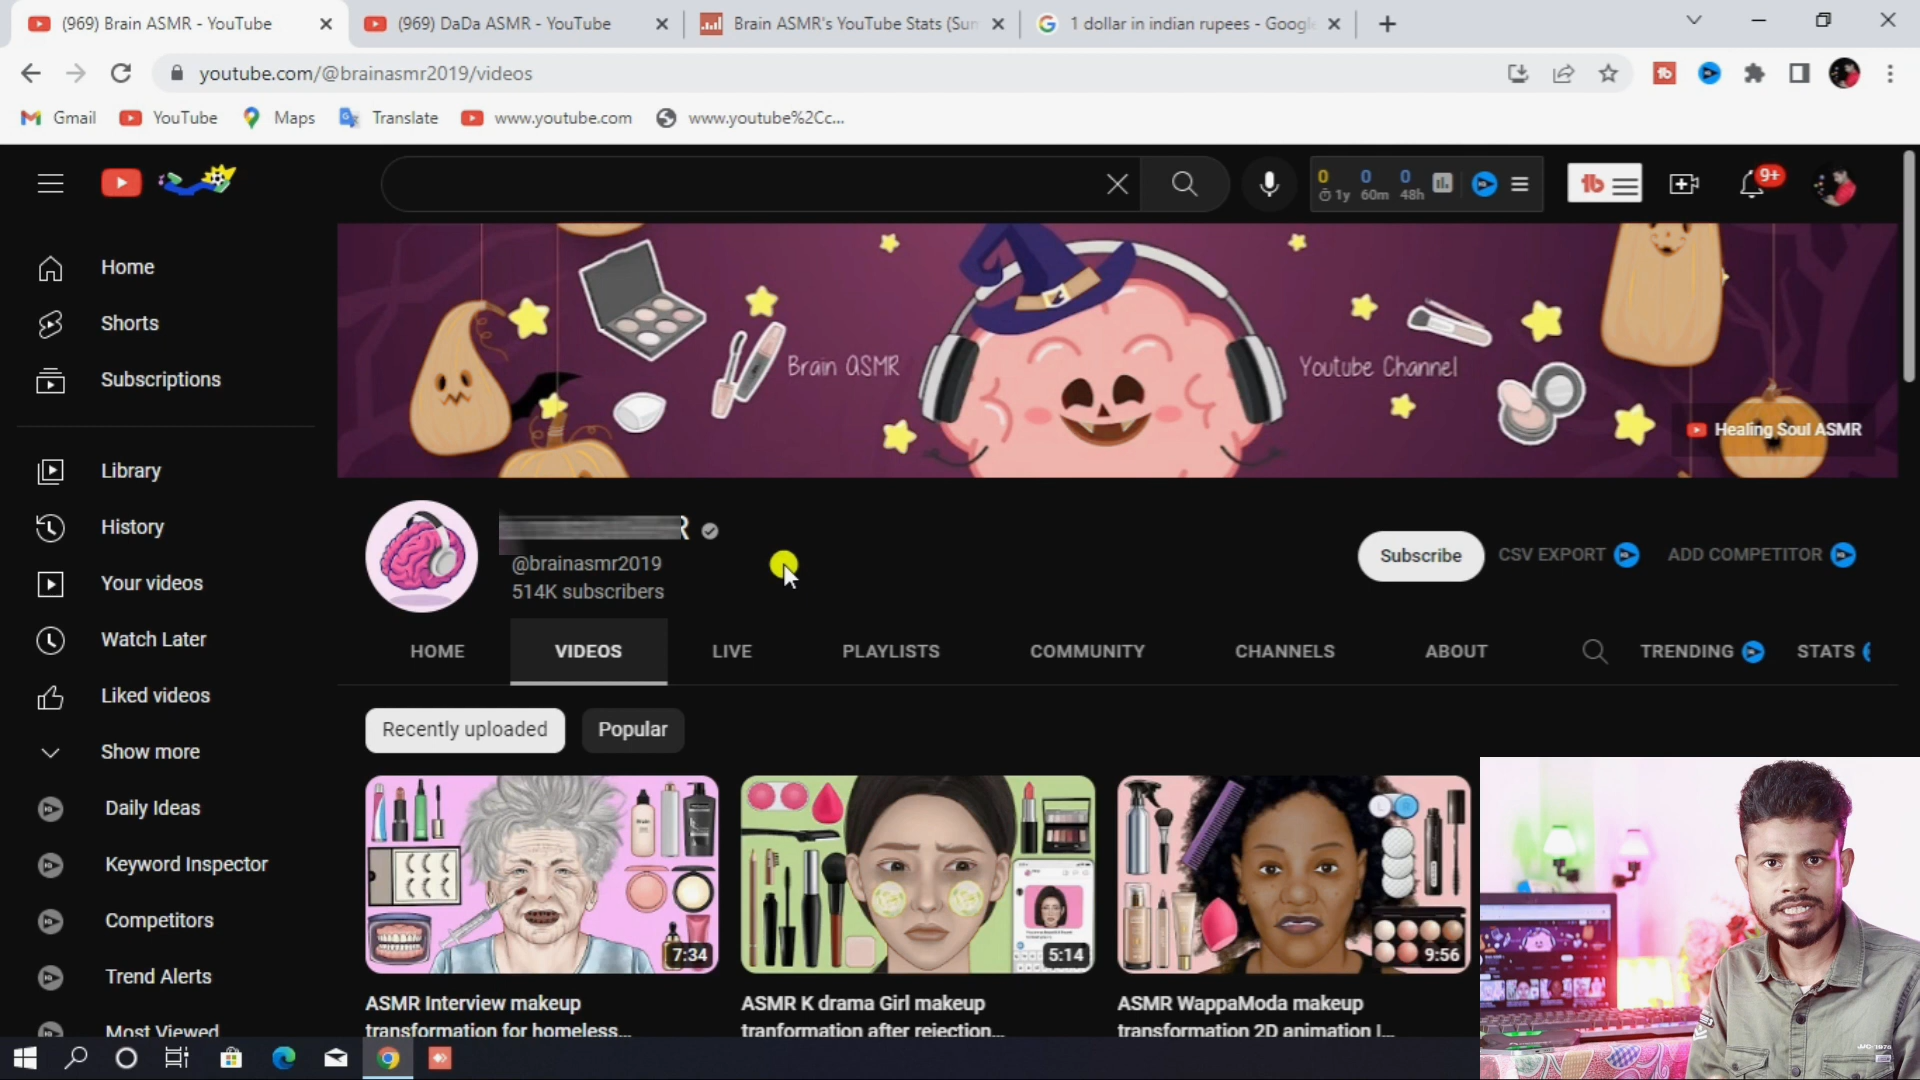 (969) Brain ASMR - YouTube
(969) DaDa ASMR - YouTube
Brain ASMR's YouTube Stats (Sum
1 dollar in indian rupees - Google
youtube.com/@brainasmr2019/videos
Gmail
YouTube
Maps
Translate
www.youtube.com
www.youtube%2Cc...
0 0 0
1y 60m 48h
9+
Home
Shorts
Subscriptions
Library
History
Your videos
Watch Later
Liked videos
Show more
Daily Ideas
Keyword Inspector
Competitors
Trend Alerts
Most Viewed
Brain ASMR
Youtube Channel
Healing Soul ASMR
R
@brainasmr2019
514K subscribers
Subscribe
CSV EXPORT
ADD COMPETITOR
HOME
VIDEOS
LIVE
PLAYLISTS
COMMUNITY
CHANNELS
ABOUT
TRENDING
STATS
Recently uploaded
Popular
7:34
5:14
9:56
ASMR Interview makeup
transformation for homeless...
ASMR K drama Girl makeup
tranformation after rejection...
ASMR WappaModa makeup
transformation 2D animation |...